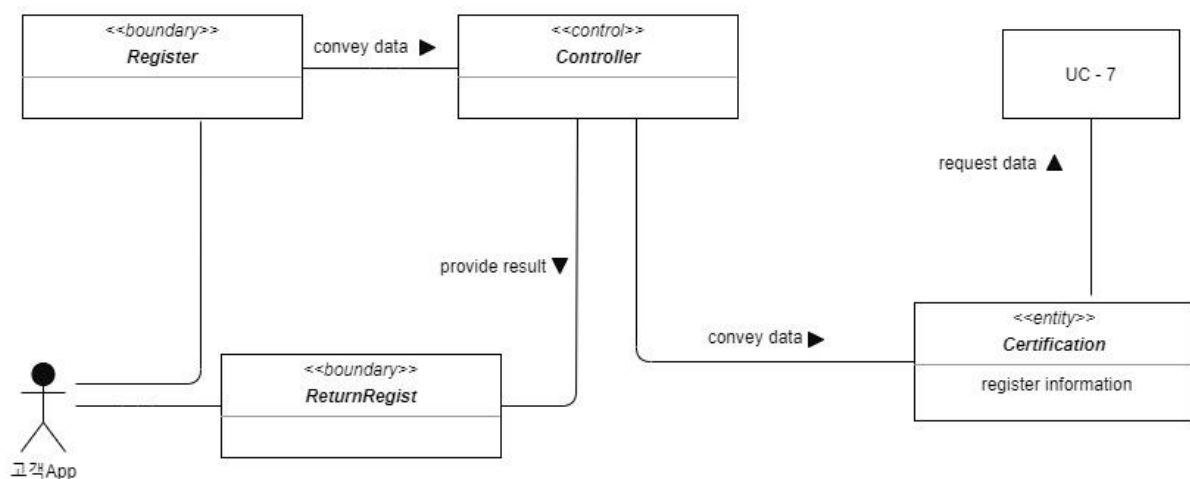 <<boundary>>
Register
convey data ▶
<<control>>
Controller
UC - 7
request data ▲
provide result ▼
convey data ▶
<<entity>>
Certification
register information
<<boundary>>
ReturnRegist
고객App